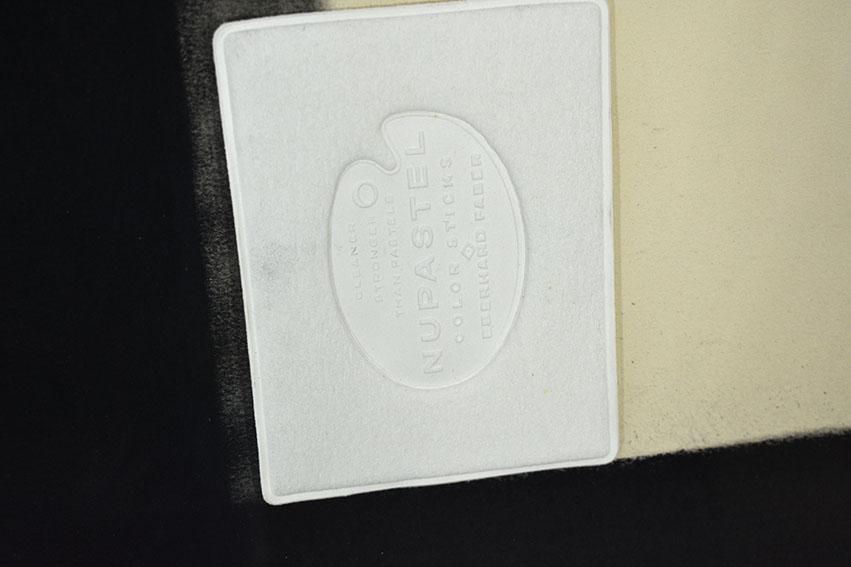 CLEANER
STRONGER
THAN PASTELS
NUPASTEL
COLOR STICKS
EBERHARD FABER